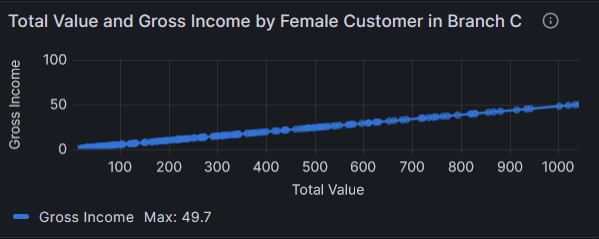 Total Value and Gross Income by Female Customer in Branch C
100
50
0
Gross Income
100 200 300 400 500 600 700 800 900 1000
Total Value
Gross Income Max: 49.7